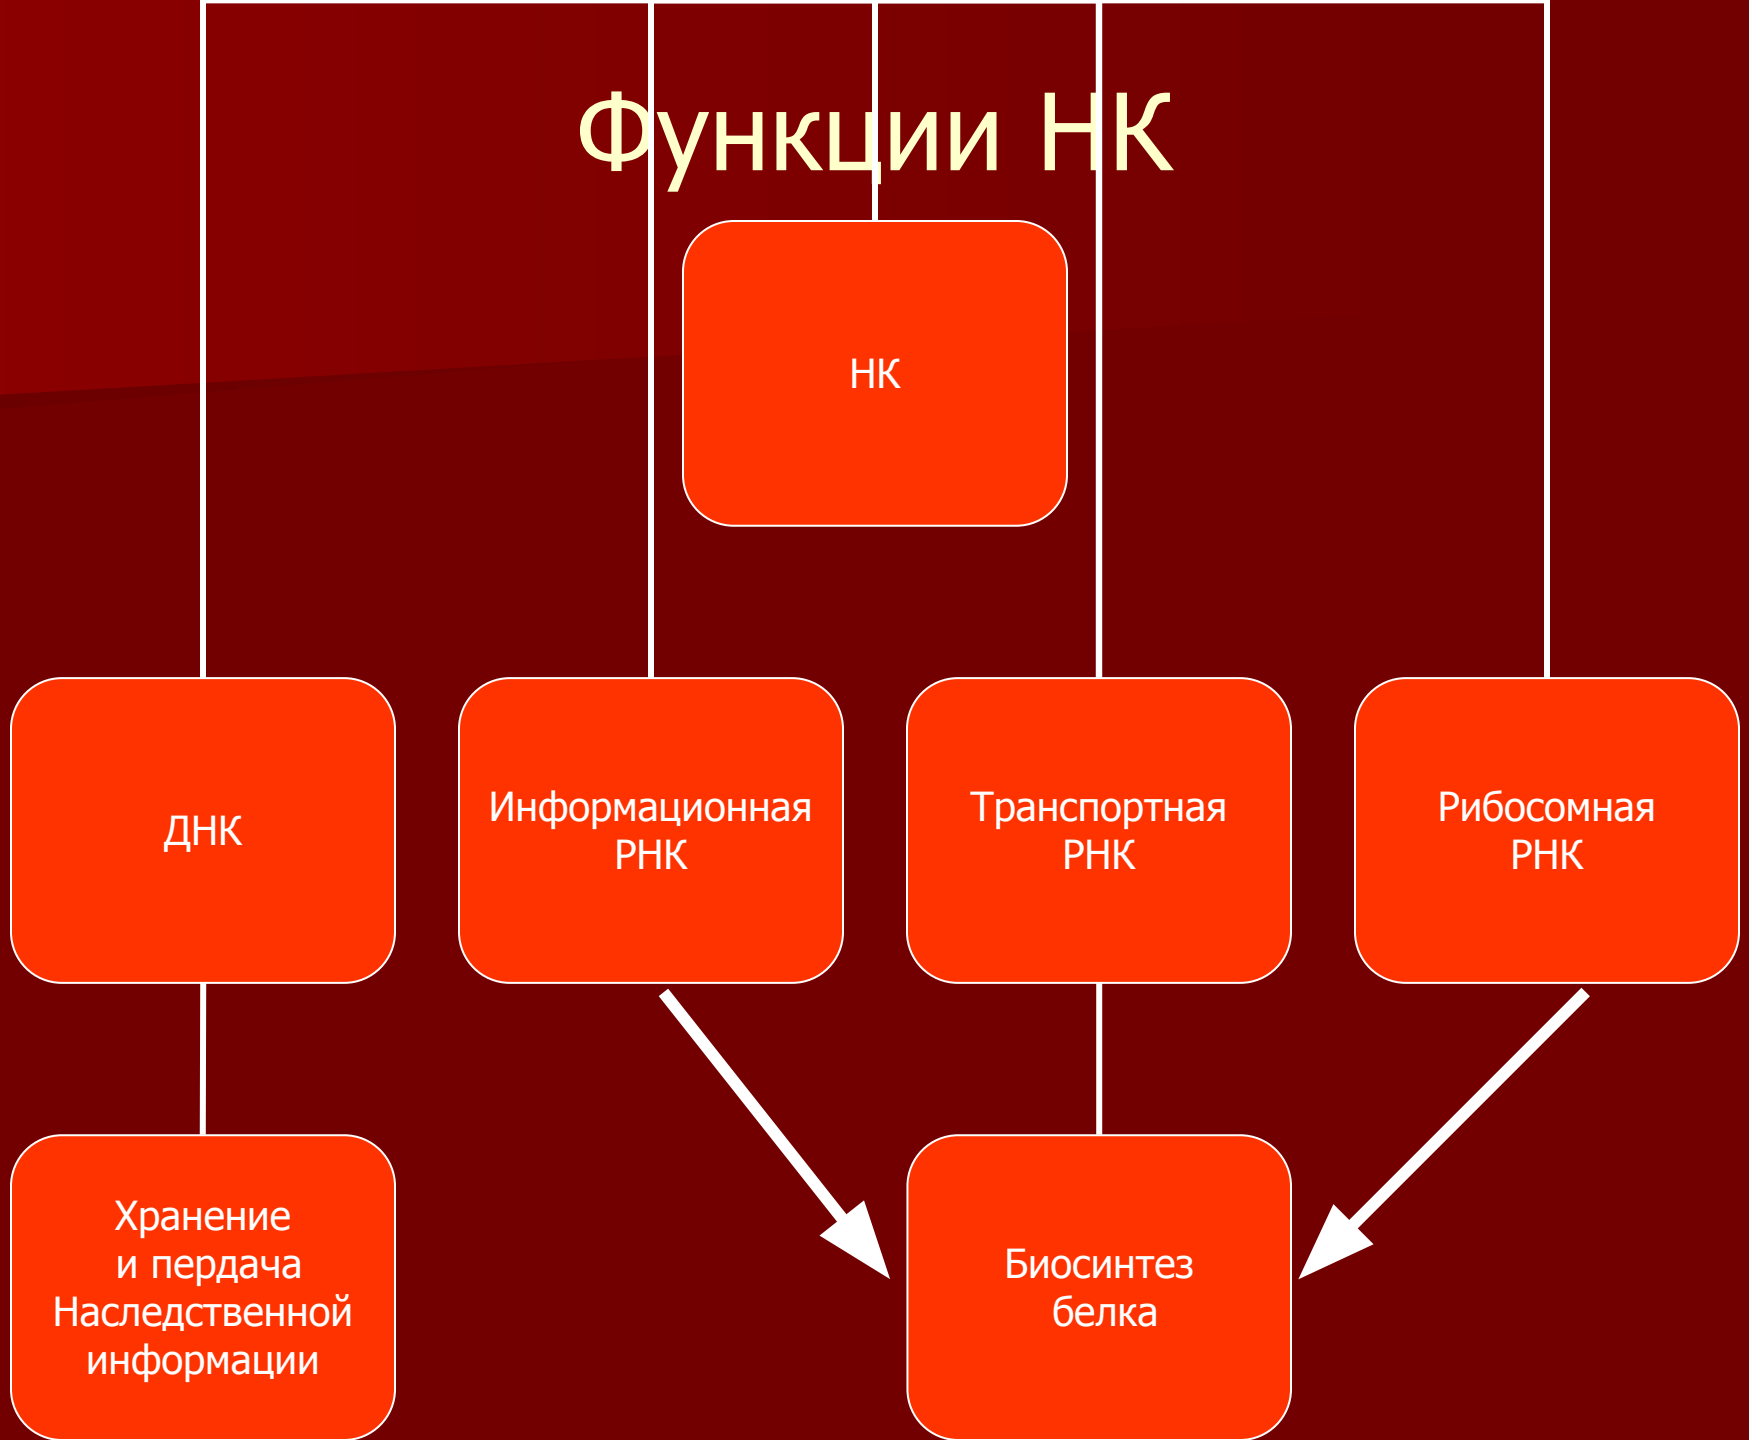 Функции НК
НК
ДНК
Информационная
РНК
Транспортная
РНК
Рибосомная
РНК
Хранение
и пердача
Наследственной
информации
Биосинтез
белка